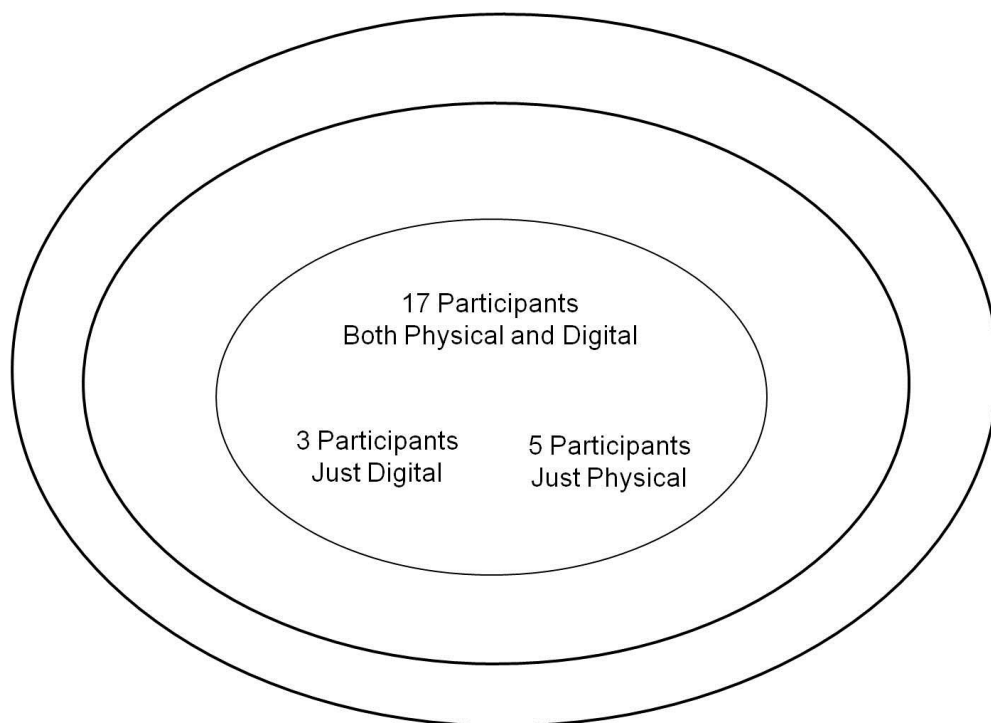 17 Participants
Both Physical and Digital
3 Participants
Just Digital
5 Participants
Just Physical